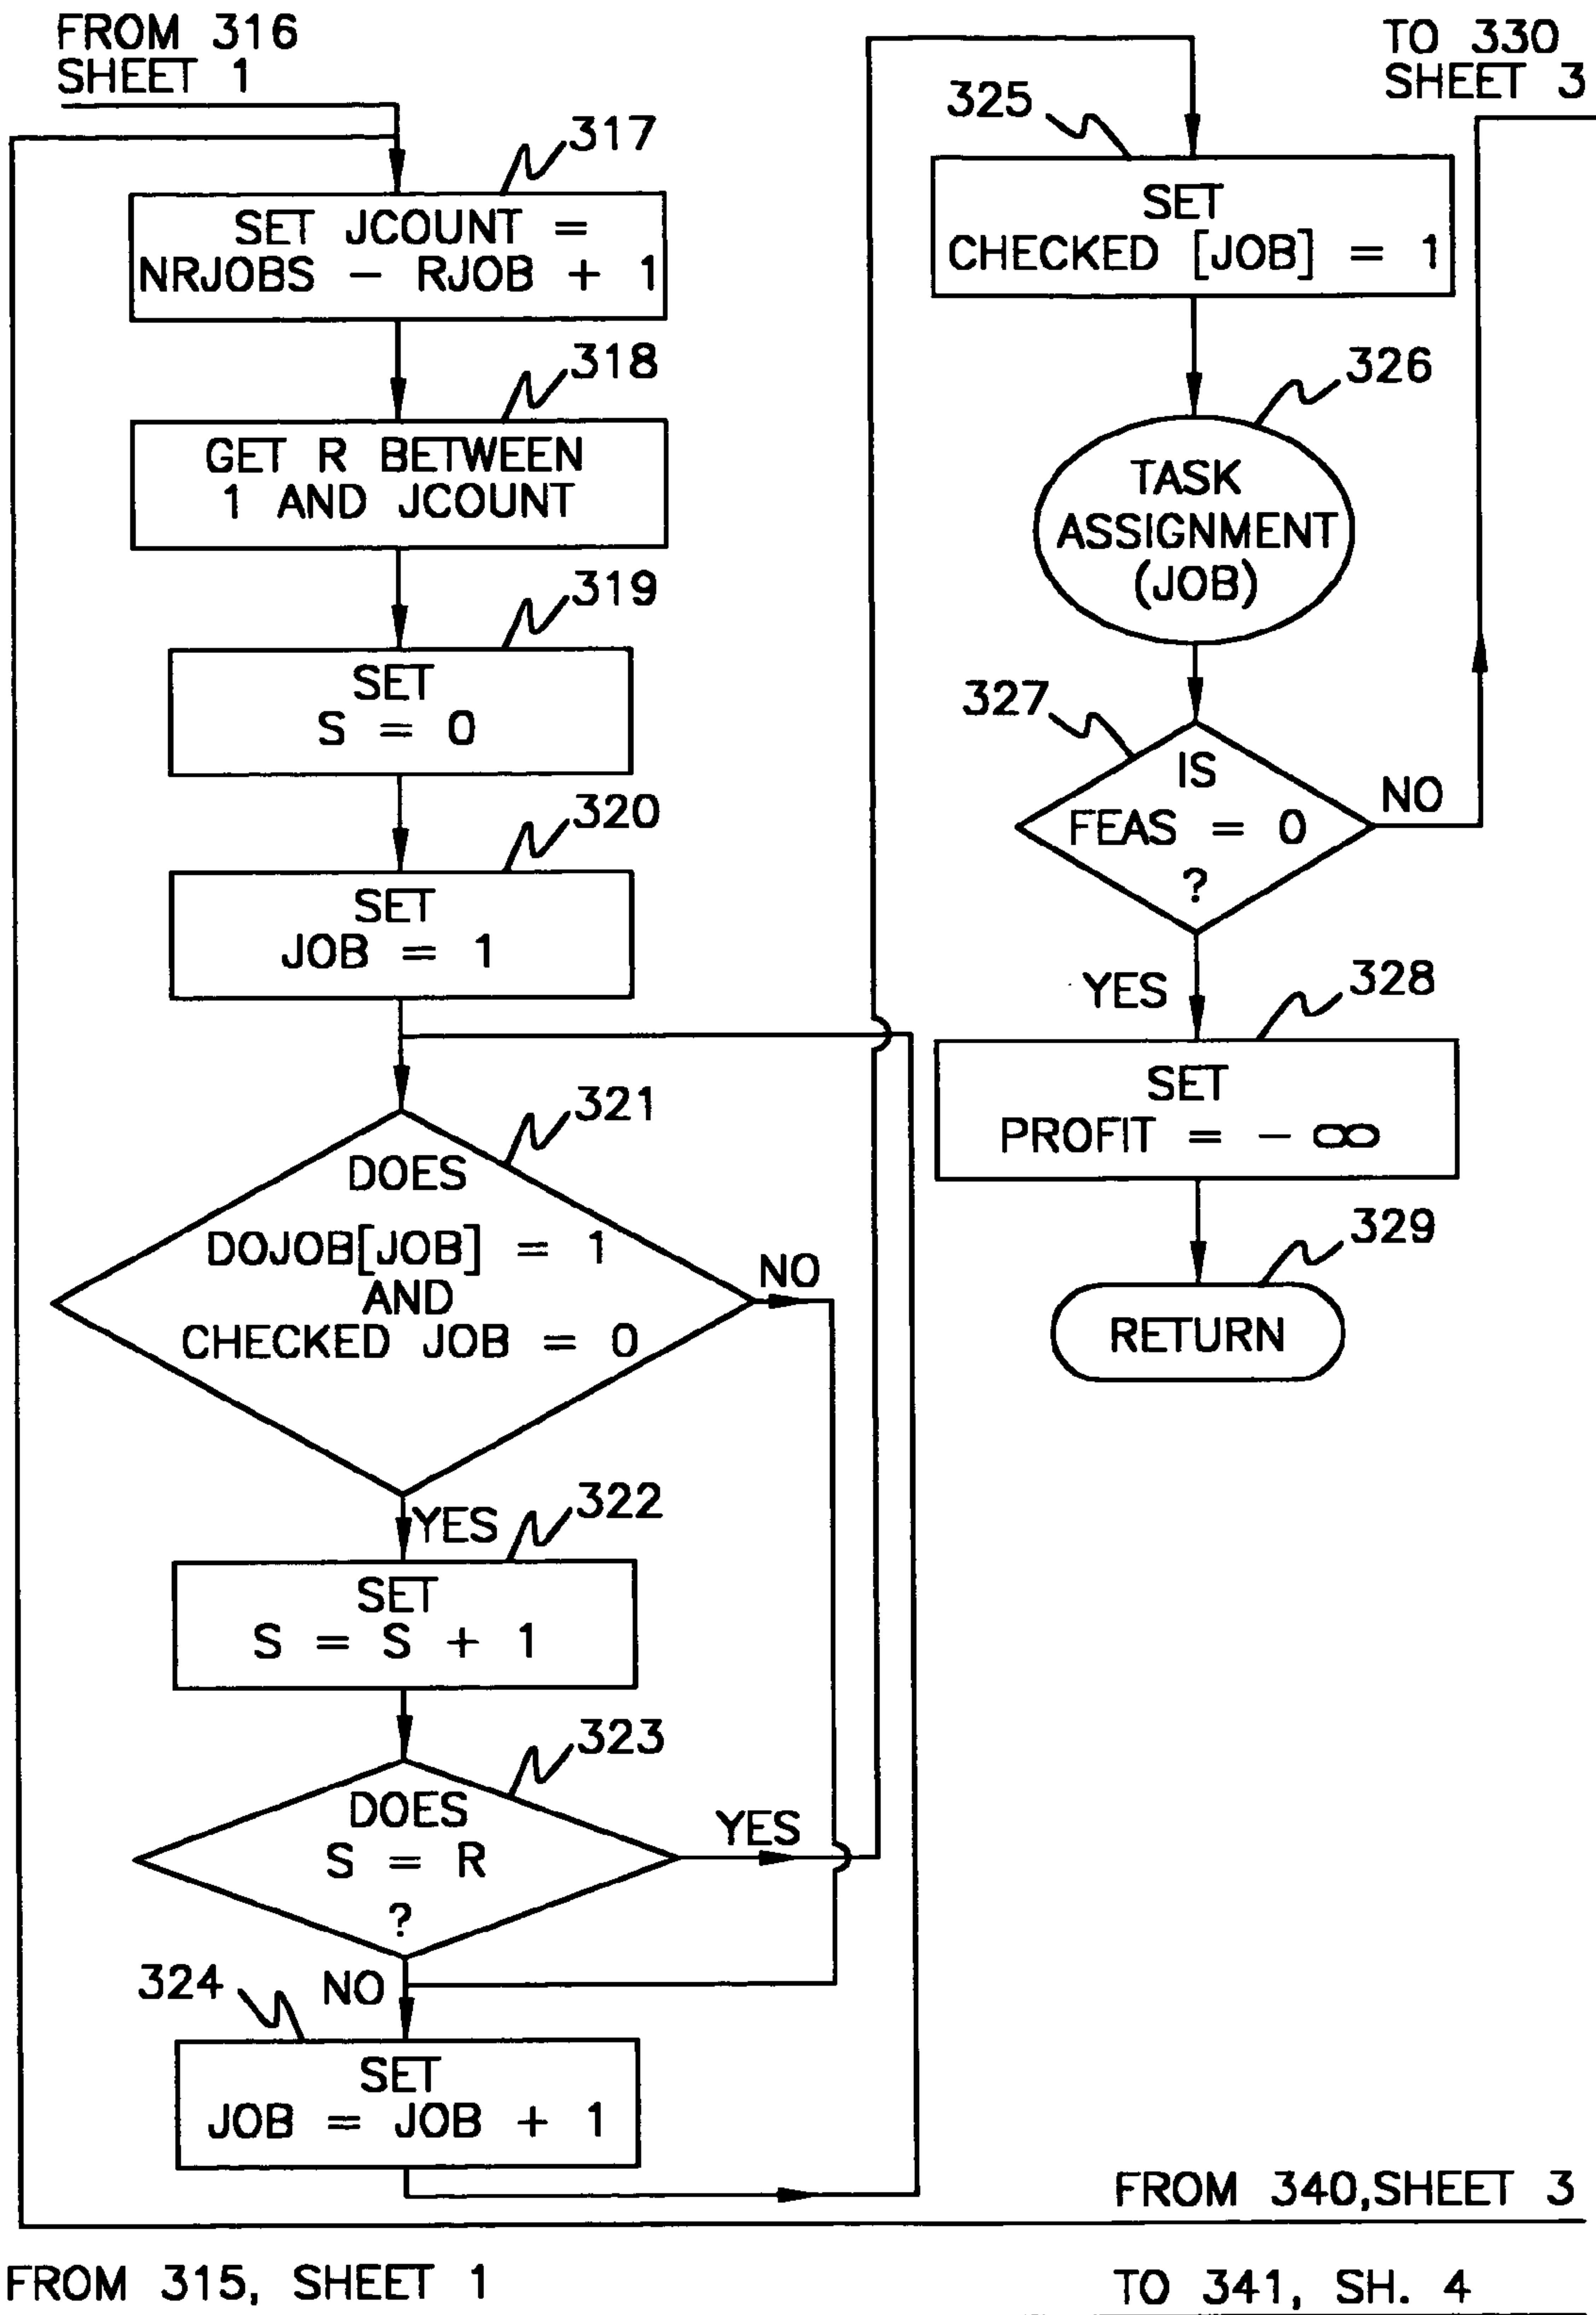 FROM 316
SHEET 1
317
SET JCOUNT =
NRJOBS - RJOB + 1
318
GET R BETWEEN
1 AND JCOUNT
319
SET
S = 0
320
SET
JOB = 1
321
DOES
DOJOB[JOB] = 1
AND
CHECKED JOB = 0
NO
YES
322
SET
S = S + 1
323
DOES
S = R
?
YES
NO
324
SET
JOB = JOB + 1
TO 330
SHEET 3
325
SET
CHECKED [JOB] = 1
326
TASK
ASSIGNMENT
(JOB)
327
IS
FEAS = 0
?
NO
YES
328
SET
PROFIT = - ∞
329
RETURN
FROM 340,SHEET 3
FROM 315, SHEET 1
TO 341, SH. 4